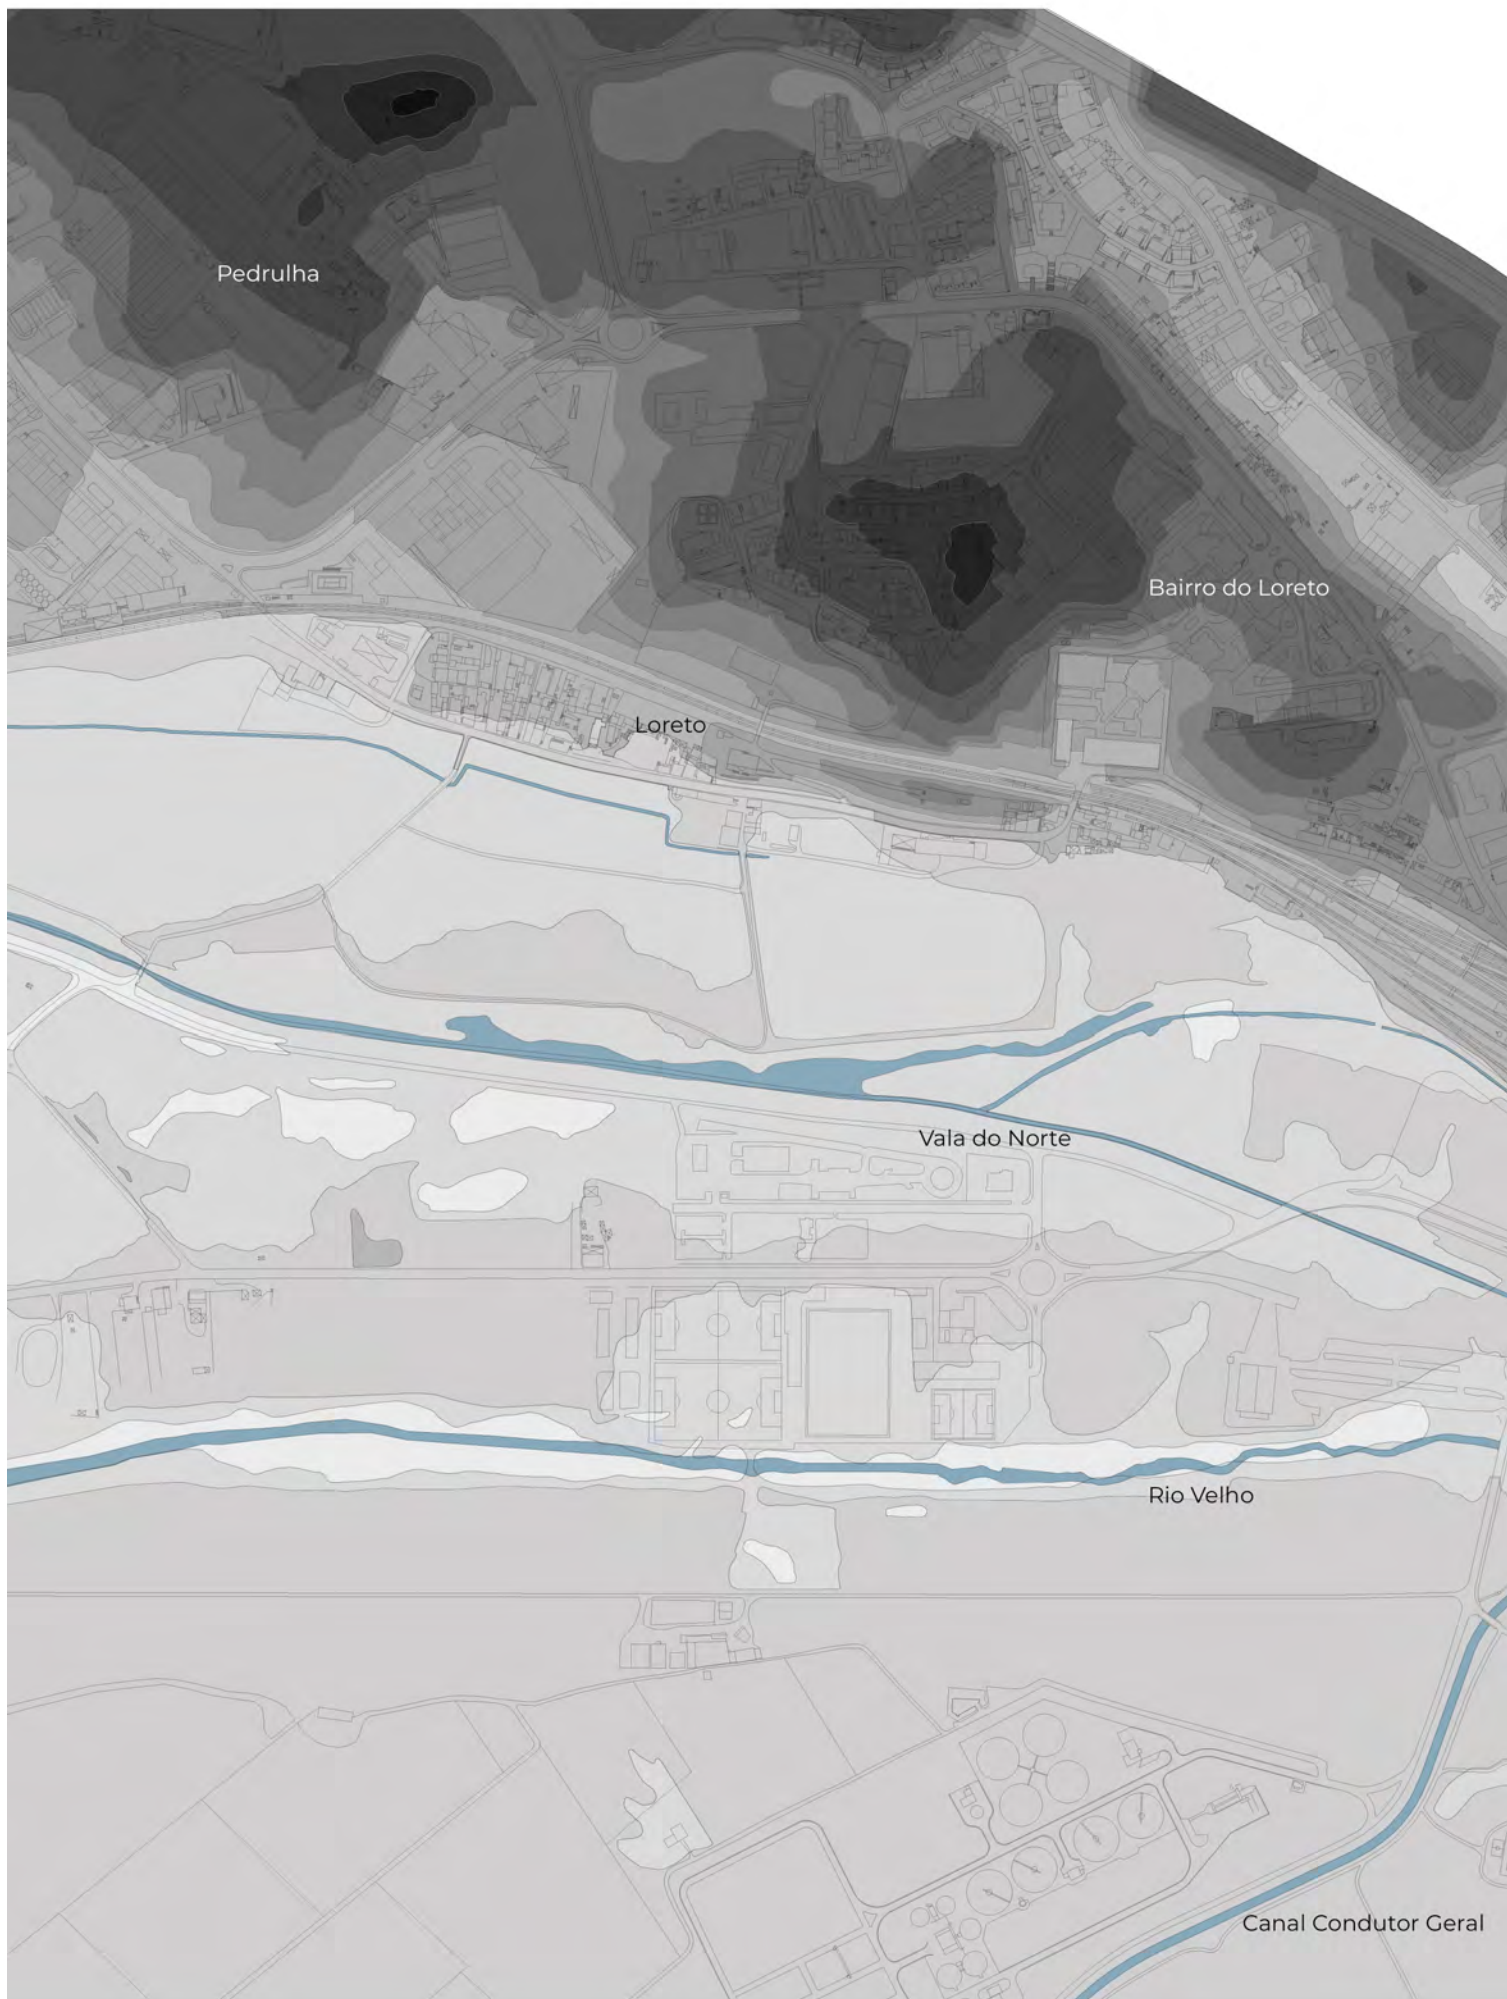 Pedrulha
Bairro do Loreto
Loreto
Vala do Norte
Rio Velho
Canal Condutor Geral